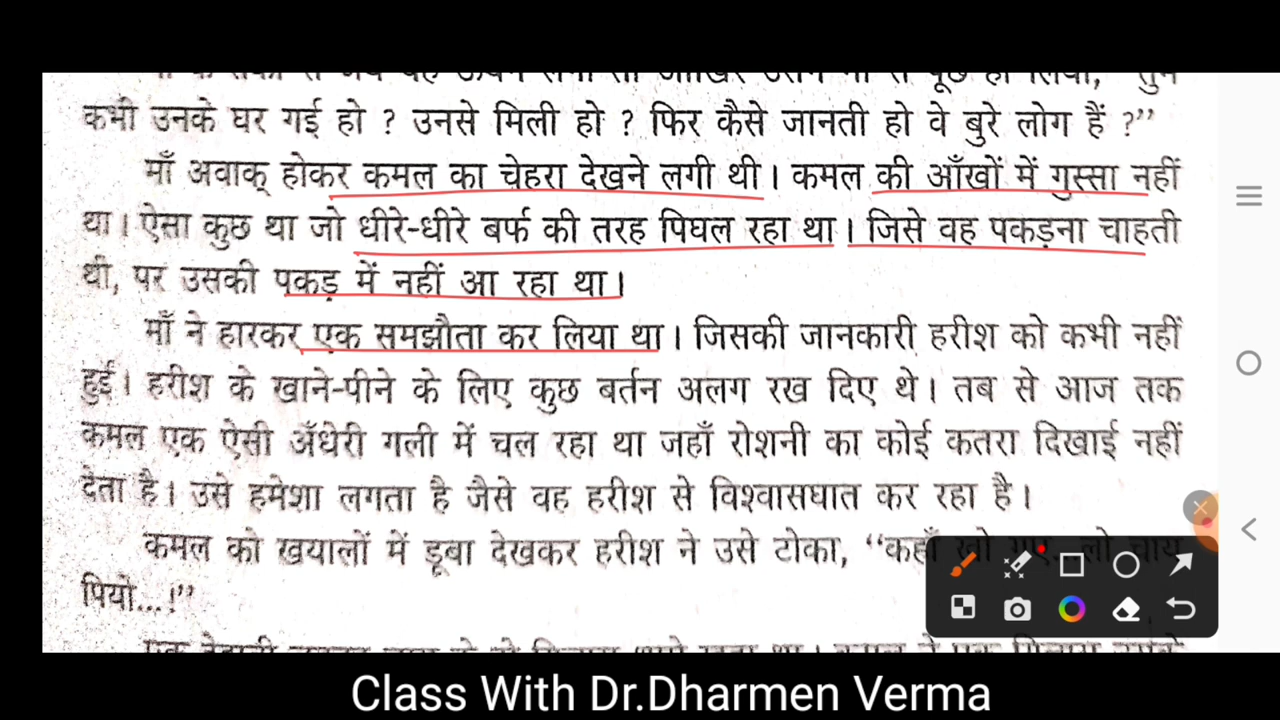 कभी उनके घर गई हो ? उनसे मिली हो ? फिर कैसे जानती हो वे बुरे लोग हैं ?”
माँ अवाक् होकर कमल का चेहरा देखने लगी थी। कमल की आँखों में गुस्सा नहीं
था। ऐसा कुछ था जो धीरे-धीरे बर्फ की तरह पिघल रहा था। जिसे वह पकड़ना चाहती
थी, पर उसकी पकड़ में नहीं आ रहा था।
माँ ने हारकर एक समझौता कर लिया था। जिसकी जानकारी हरीश को कभी नहीं
हुई। हरीश के खाने-पीने के लिए कुछ बर्तन अलग रख दिए थे। तब से आज तक
कमल एक ऐसी अँधेरी गली में चल रहा था जहाँ रोशनी का कोई कतरा दिखाई नहीं
देता है। उसे हमेशा लगता है जैसे वह हरीश से विश्वासघात कर रहा है।
कमल को खयालों में डूबा देखकर हरीश ने उसे टोका, “कहाँ खो गए...लो चाय
पियो...!”
Class With Dr.Dharmen Verma